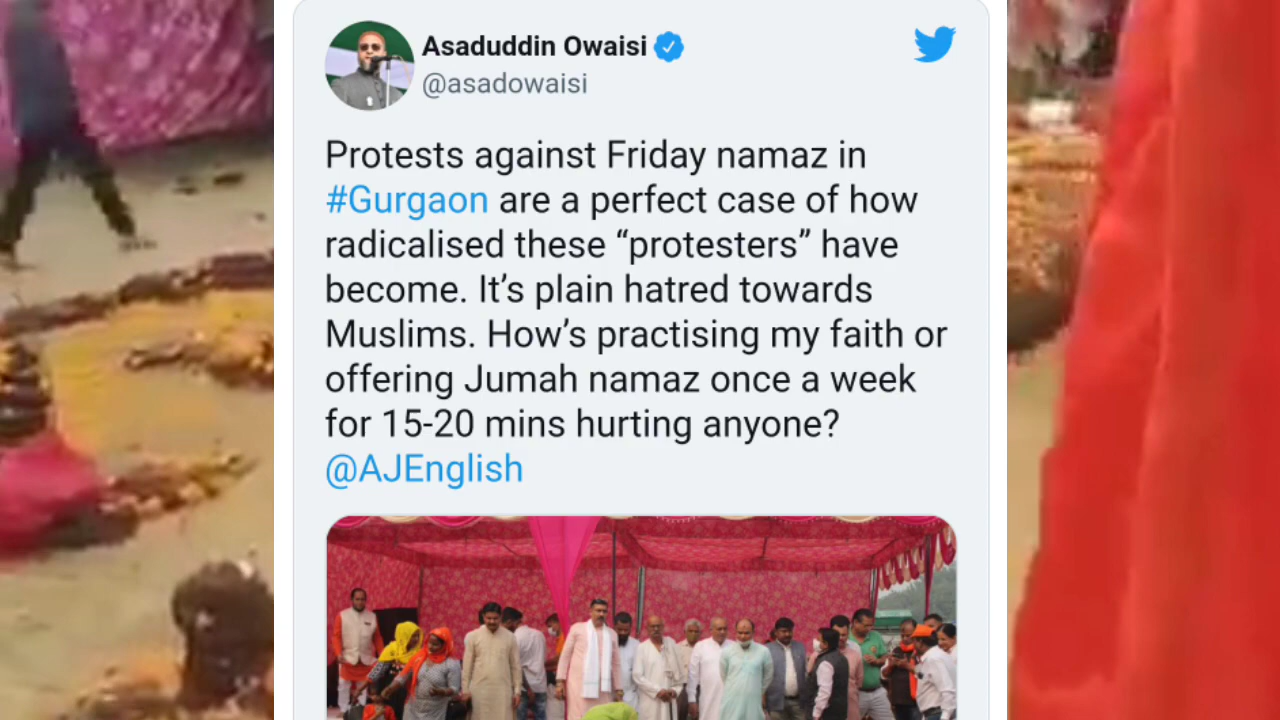 Asaduddin Owaisi
@asadowaisi
Protests against Friday namaz in
#Gurgaon are a perfect case of how
radicalised these “protesters” have
become. It’s plain hatred towards
Muslims. How’s practising my faith or
offering Jumah namaz once a week
for 15-20 mins hurting anyone?
@AJEnglish